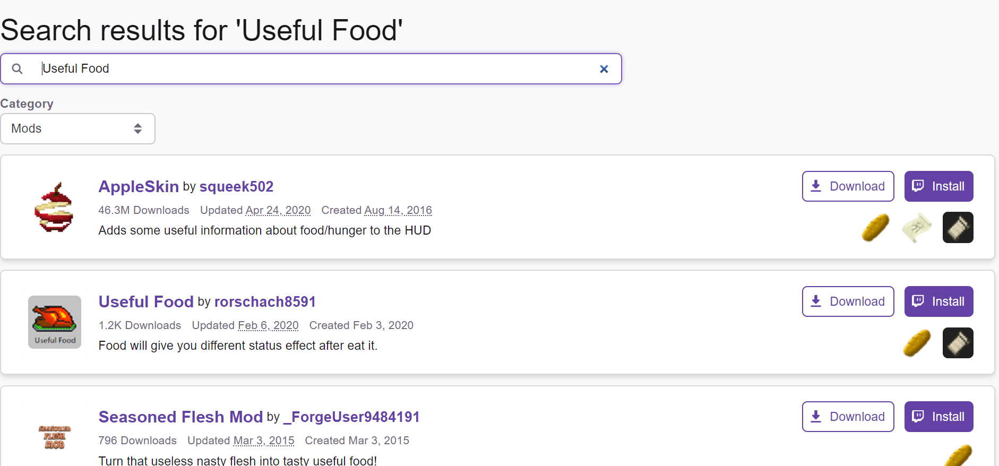 Search results for 'Useful Food'
Useful Food
Category
Mods
AppleSkin by squeek502
Download
Install
46.3M Downloads Updated Apr 24, 2020 Created Aug 14, 2016
Adds some useful information about food/hunger to the HUD
Useful Food by rorschach8591
Download
Install
1.2K Downloads Updated Feb 6, 2020 Created Feb 3, 2020
Useful Food
Food will give you different status effect after eat it.
Seasoned Flesh Mod by _ForgeUser9484191
Download
Install
SEASONED
FLESH
MOD
796 Downloads Updated Mar 3, 2015 Created Mar 3, 2015
Turn that useless nasty flesh into tasty useful food!